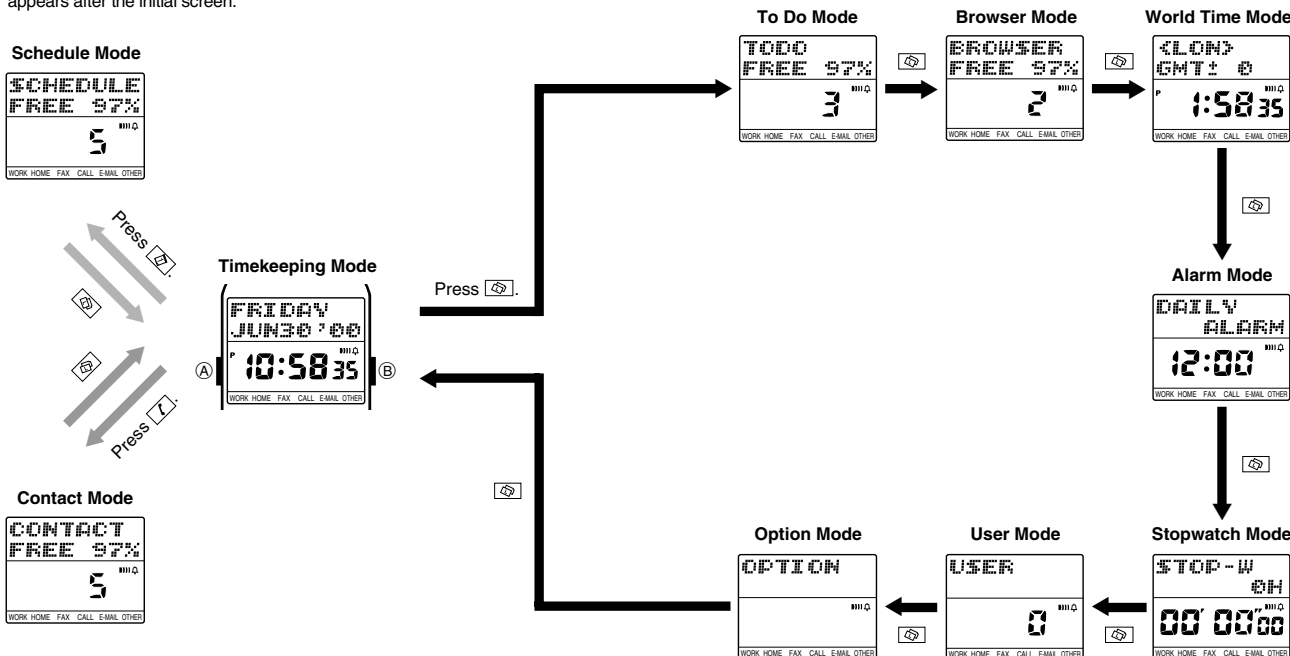 appears after the initial screen.
To Do Mode
Browser Mode
World Time Mode
TODO
FREE 97%
3
WORK HOME FAX CALL E-MAIL OTHER
BROWSER
FREE 97%
2
WORK HOME FAX CALL E-MAIL OTHER
<LON>
GMT± 0
P 1:58 35
WORK HOME FAX CALL E-MAIL OTHER
Schedule Mode
SCHEDULE
FREE 97%
5
WORK HOME FAX CALL E-MAIL OTHER
Press .
Timekeeping Mode
FRIDAY
JUN30'00
P 10:58 35
WORK HOME FAX CALL E-MAIL OTHER
A
B
Press .
Press .
Alarm Mode
DAILY
ALARM
12:00
WORK HOME FAX CALL E-MAIL OTHER
Contact Mode
CONTACT
FREE 97%
5
WORK HOME FAX CALL E-MAIL OTHER
Option Mode
User Mode
Stopwatch Mode
OPTION
WORK HOME FAX CALL E-MAIL OTHER
USER
0
WORK HOME FAX CALL E-MAIL OTHER
STOP-W
0H
00'00"00
WORK HOME FAX CALL E-MAIL OTHER